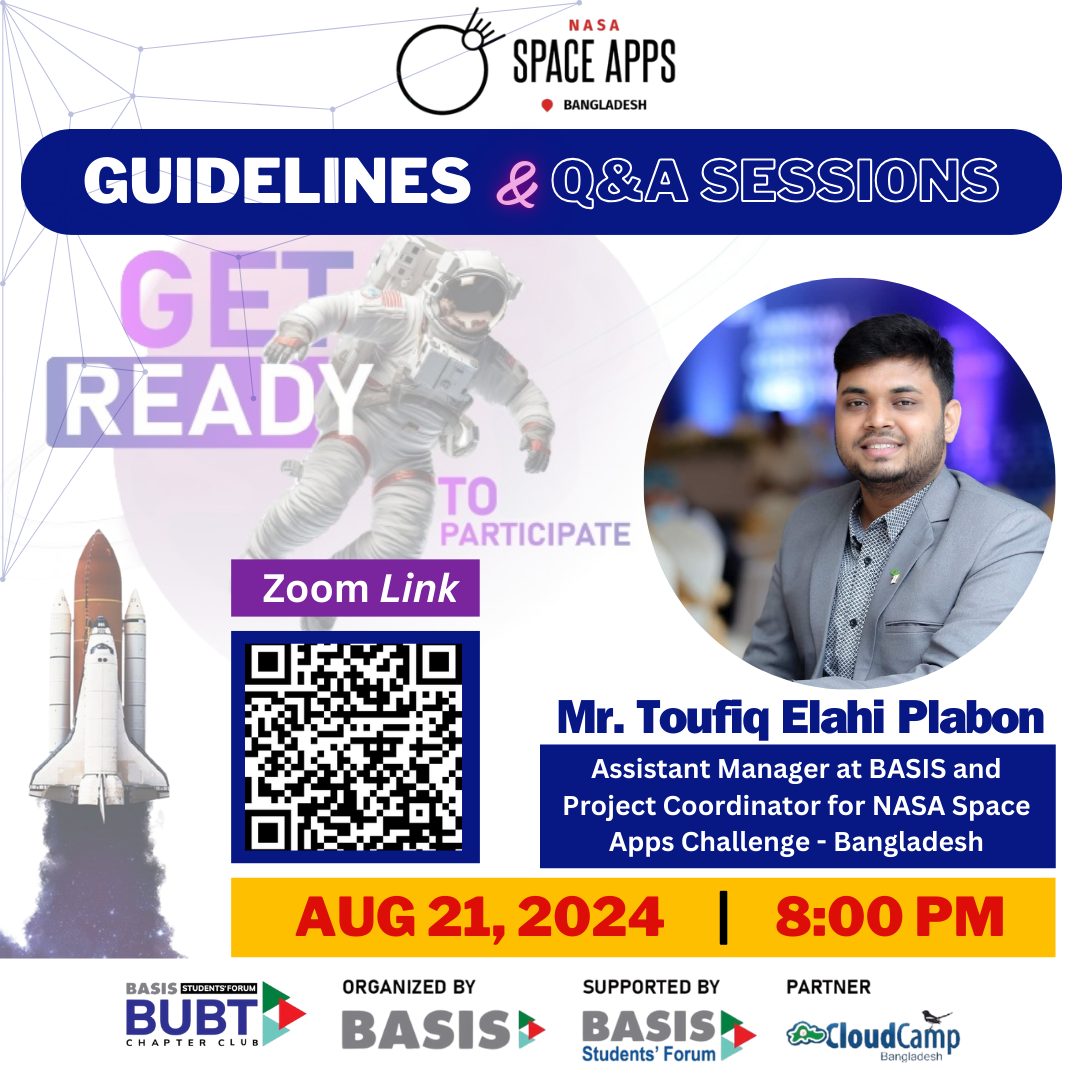 NASA
SPACE APPS
BANGLADESH
GUIDELINES & Q&A SESSIONS
GET
READY
TO
PARTICIPATE
Zoom Link
Mr. Toufiq Elahi Plabon
Assistant Manager at BASIS and
Project Coordinator for NASA Space
Apps Challenge - Bangladesh
AUG 21, 2024 | 8:00 PM
BASIS STUDENTS' FORUM
BUBT
CHAPTER CLUB
ORGANIZED BY
BASIS
SUPPORTED BY
BASIS
Students' Forum
PARTNER
CloudCamp
Bangladesh